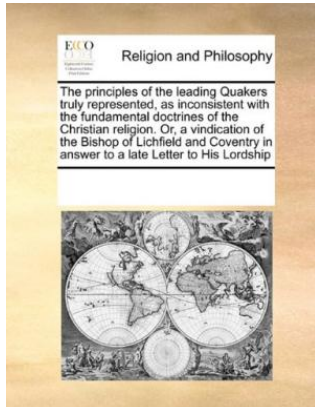 ECCO
Religion and Philosophy
The principles of the leading Quakers
truly represented, as inconsistent with
the fundamental doctrines of the
Christian religion. Or, a vindication of
the Bishop of Lichfield and Coventry in
answer to a late Letter to His Lordship